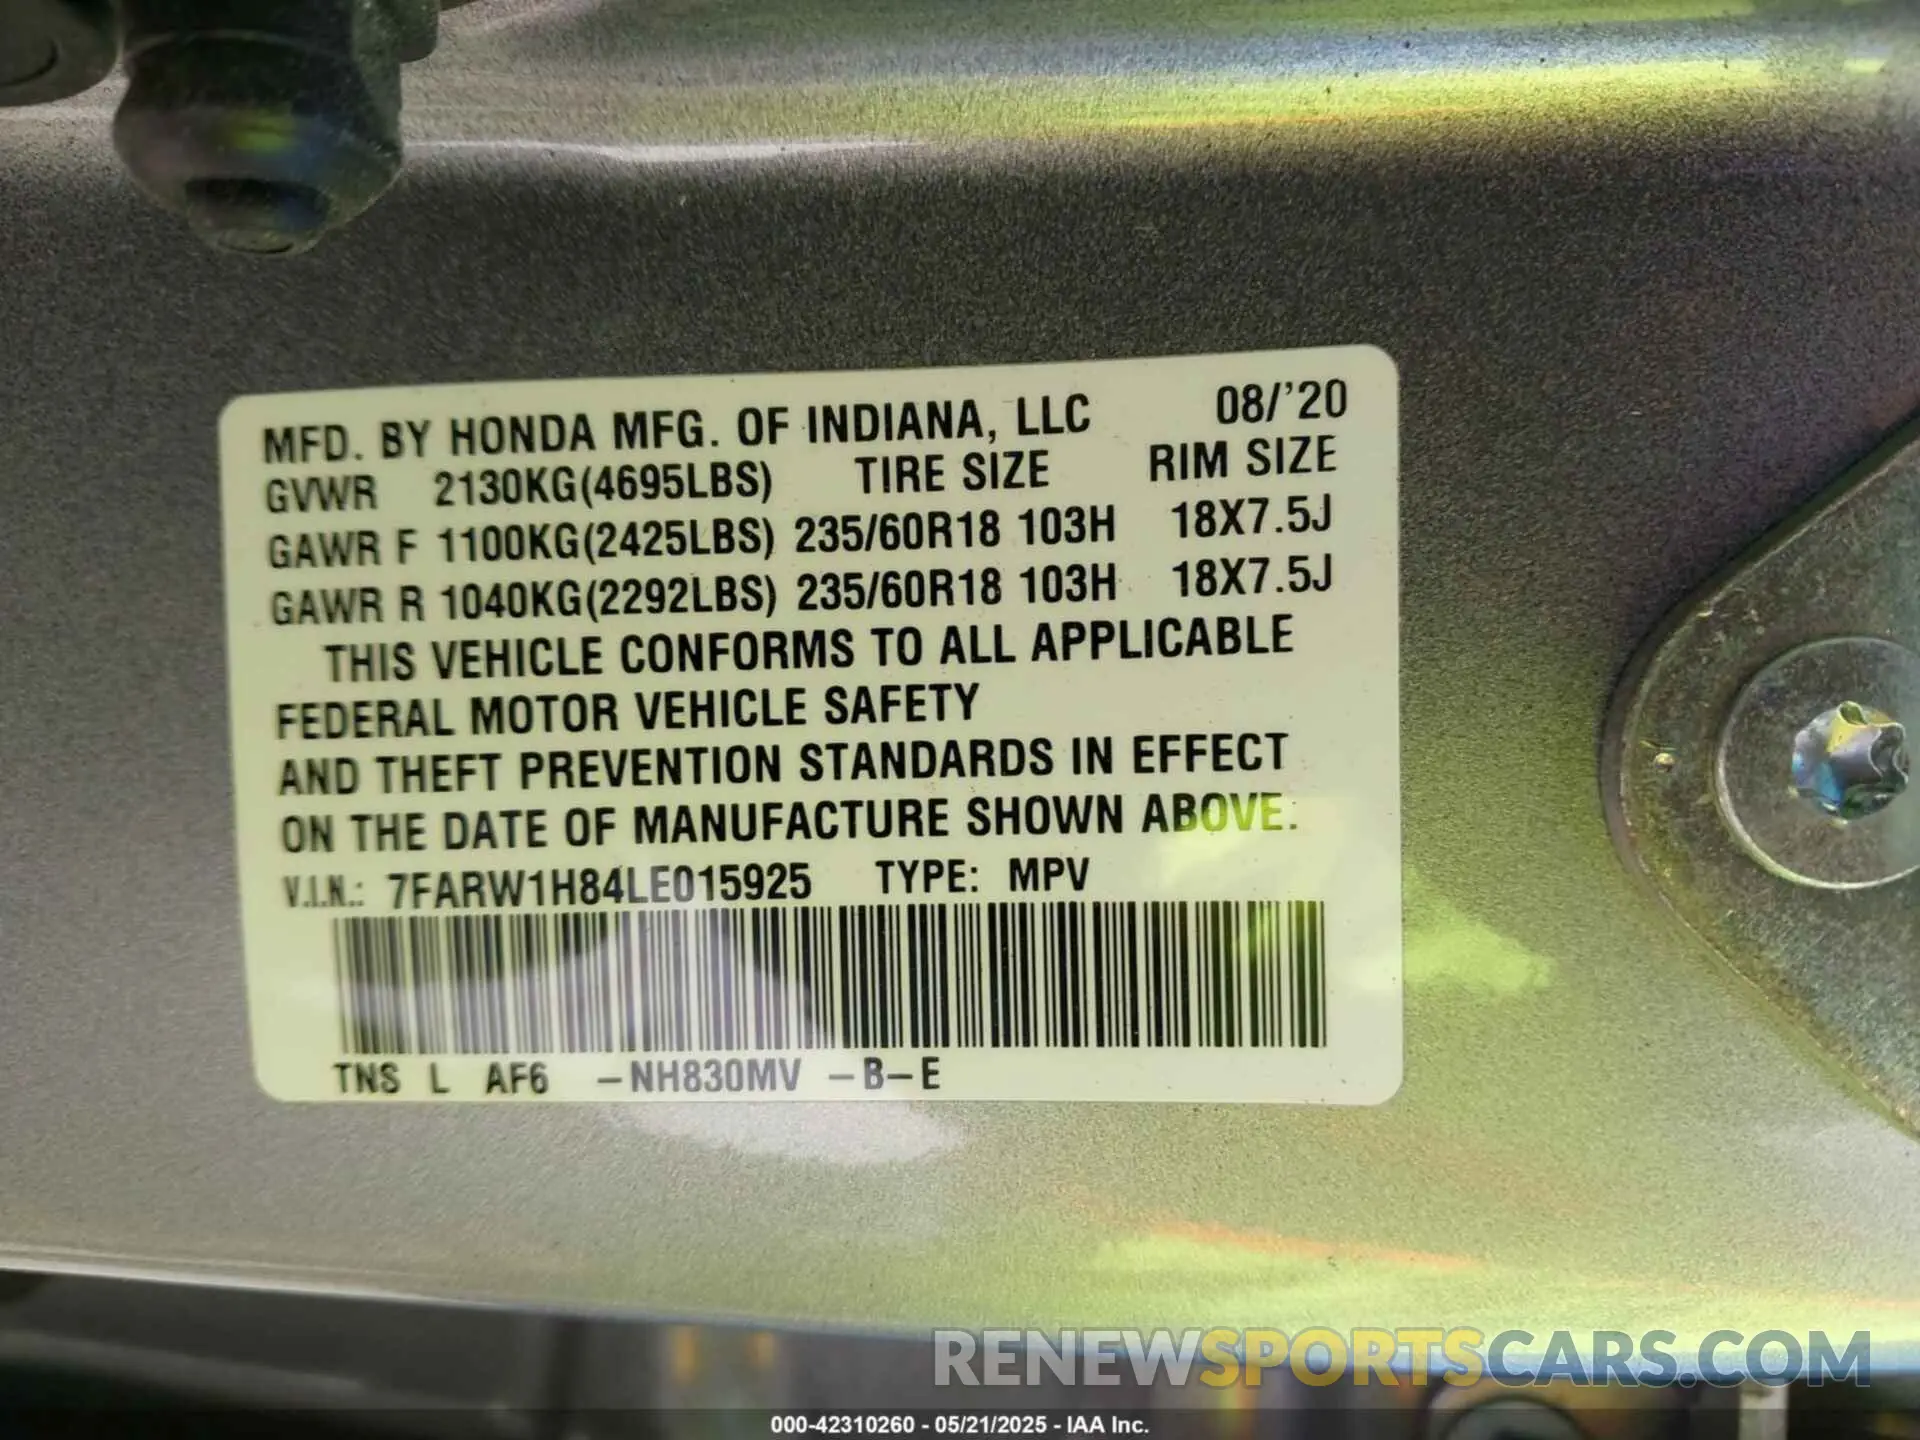 MFD. BY HONDA MFG. OF INDIANA, LLC 08/'20
GVWR 2130KG(4695LBS) TIRE SIZE RIM SIZE
GAWR F 1100KG(2425LBS) 235/60R18 103H 18X7.5J
GAWR R 1040KG(2292LBS) 235/60R18 103H 18X7.5J
THIS VEHICLE CONFORMS TO ALL APPLICABLE
FEDERAL MOTOR VEHICLE SAFETY
AND THEFT PREVENTION STANDARDS IN EFFECT
ON THE DATE OF MANUFACTURE SHOWN ABOVE.
V.I.N.: 7FARW1H84LE015925 TYPE: MPV
TNS L AF6 -NH830MV -B-E
RENEWSPORTSCARS.COM
000-42310260 - 05/21/2025 - IAA Inc.